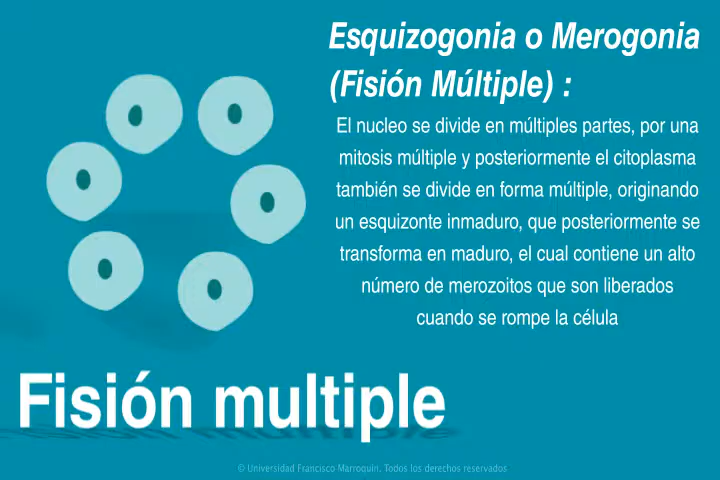 Esquizogonia o Merogonia
(Fisión Múltiple) :
El nucleo se divide en múltiples partes, por una
mitosis múltiple y posteriormente el citoplasma
también se divide en forma múltiple, originando
un esquizonte inmaduro, que posteriormente se
transforma en maduro, el cual contiene un alto
número de merozoitos que son liberados
cuando se rompe la célula
Fisión multiple
© Universidad Francisco Marroquín. Todos los derechos reservados